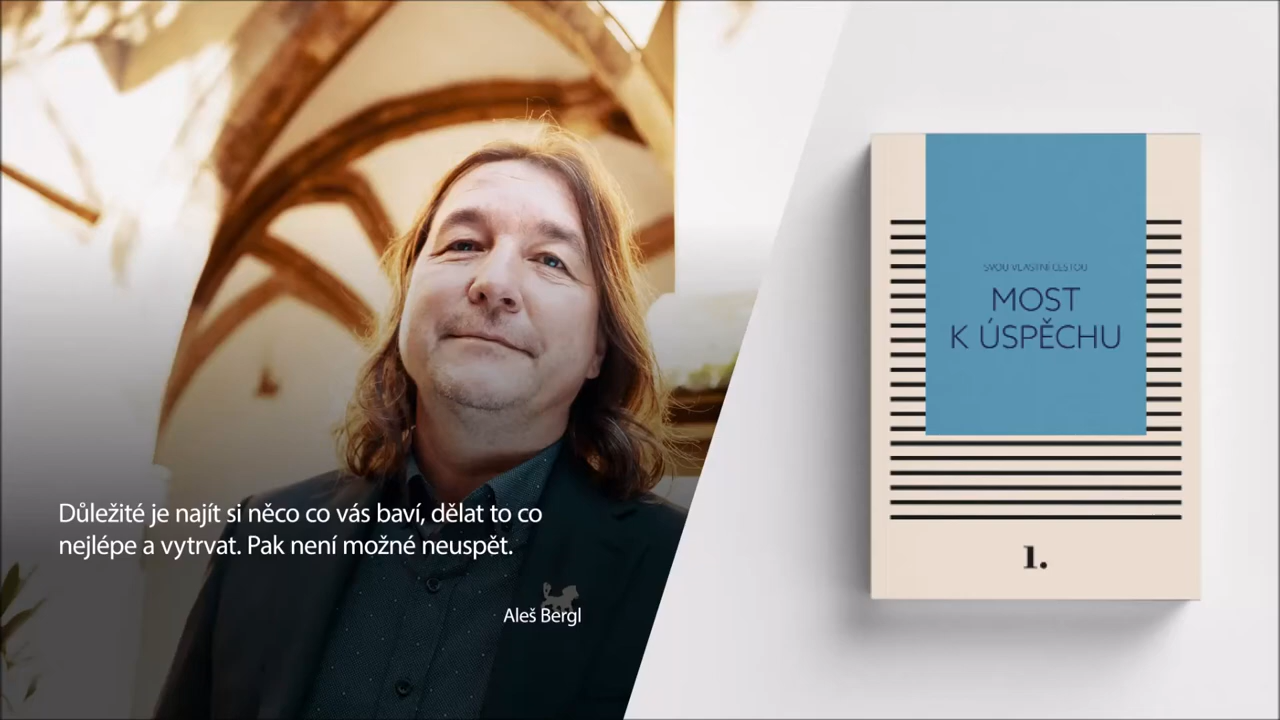 Důležité je najít si něco co vás baví, dělat to co
nejlépe a vytrvat. Pak není možné neuspět.
Aleš Bergl
SVOU VLASTNÍ CESTOU
MOST
K ÚSPĚCHU
1.